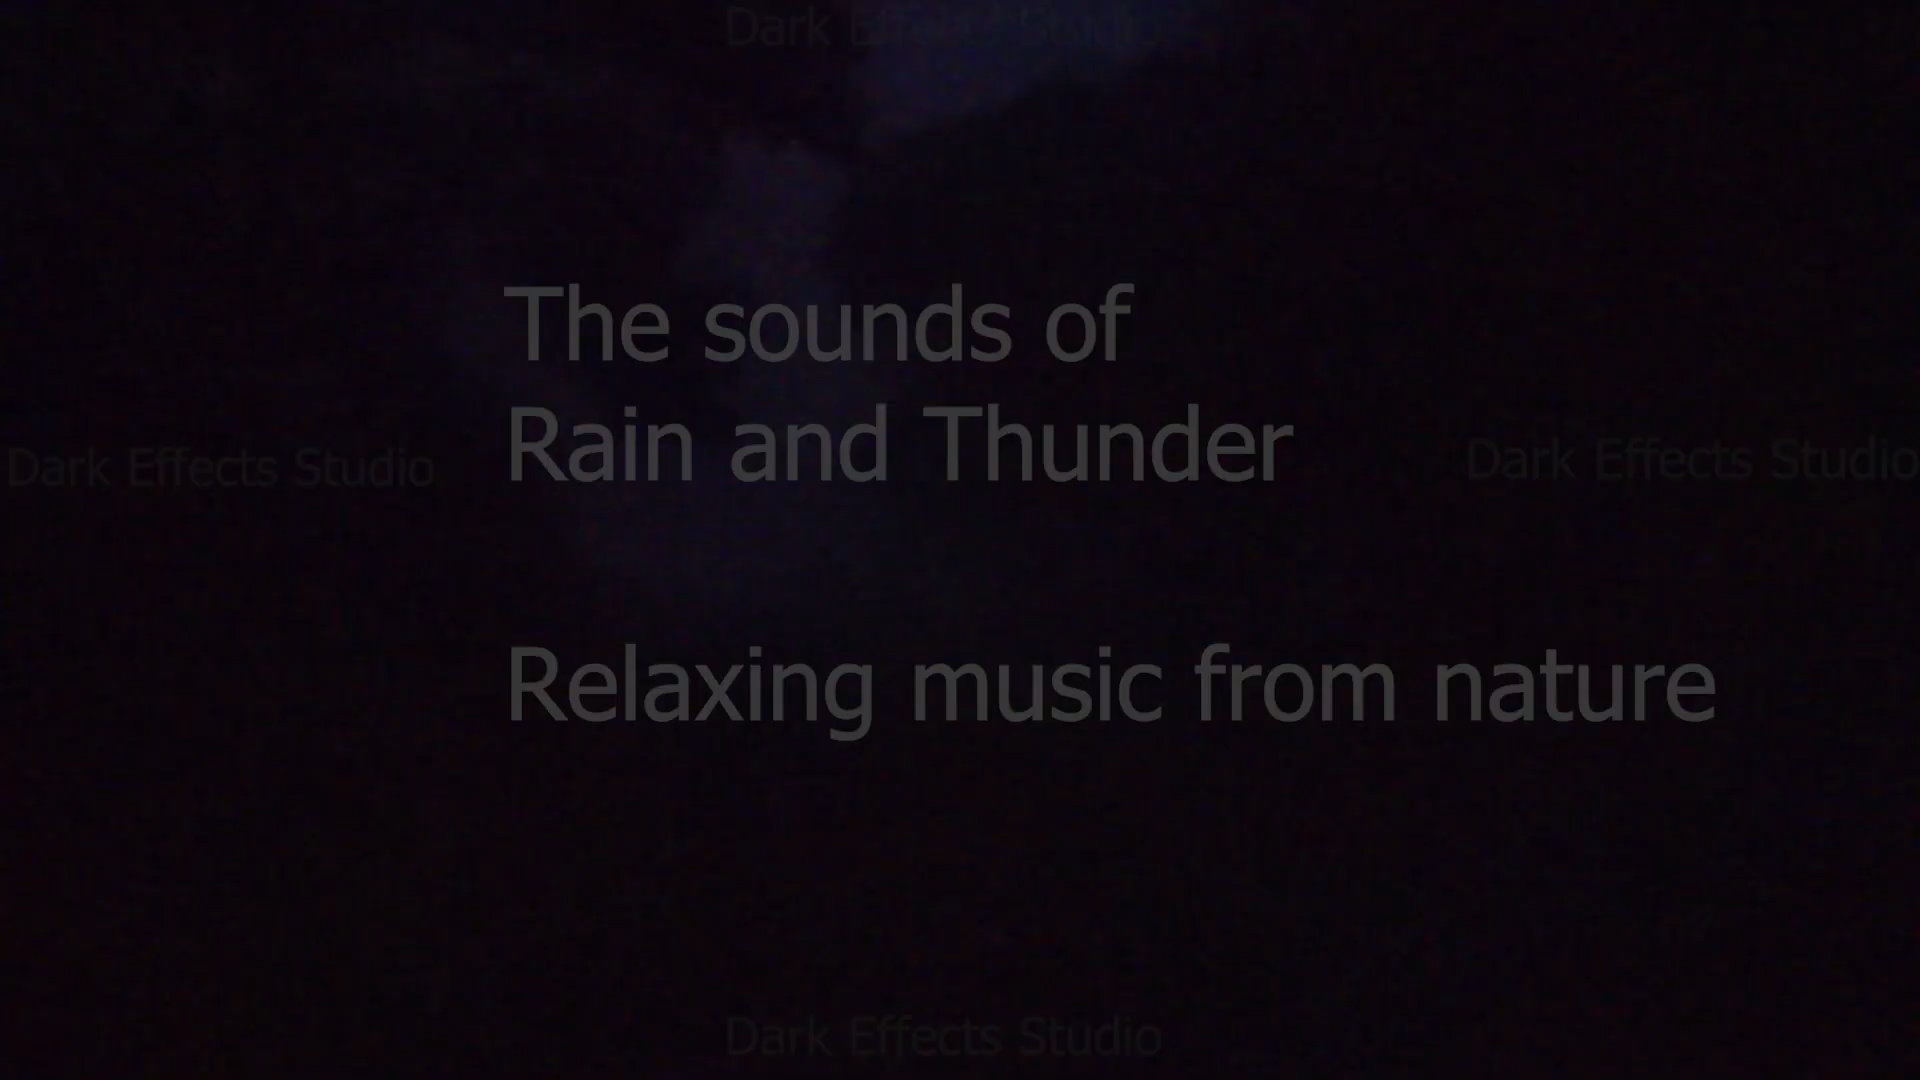 Dark Effects Studio
The sounds of
Rain and Thunder
Dark Effects Studio
Dark Effects Studio
Relaxing music from nature
Dark Effects Studio